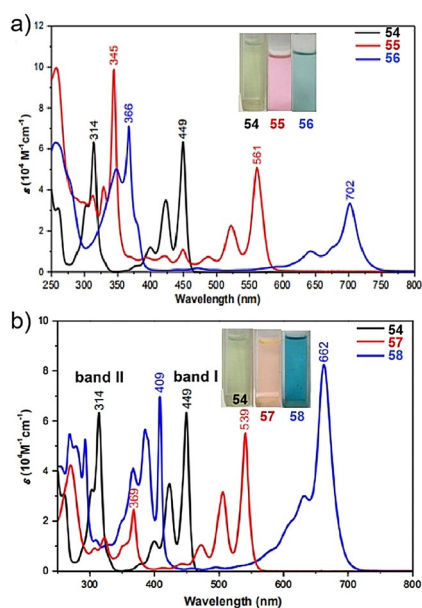 a)
12
10
8
6
4
2
0
ε (10⁴ M⁻¹cm⁻¹)
314
345
366
449
561
702
54
55
56
54 55 56
250 300 350 400 450 500 550 600 650 700 750 800
Wavelength (nm)
b)
10
8
6
4
2
0
ε (10⁴M⁻¹cm⁻¹)
band II
band I
314
369
409
449
539
662
54
57
58
54 57 58
300 400 500 600 700 800
Wavelength (nm)